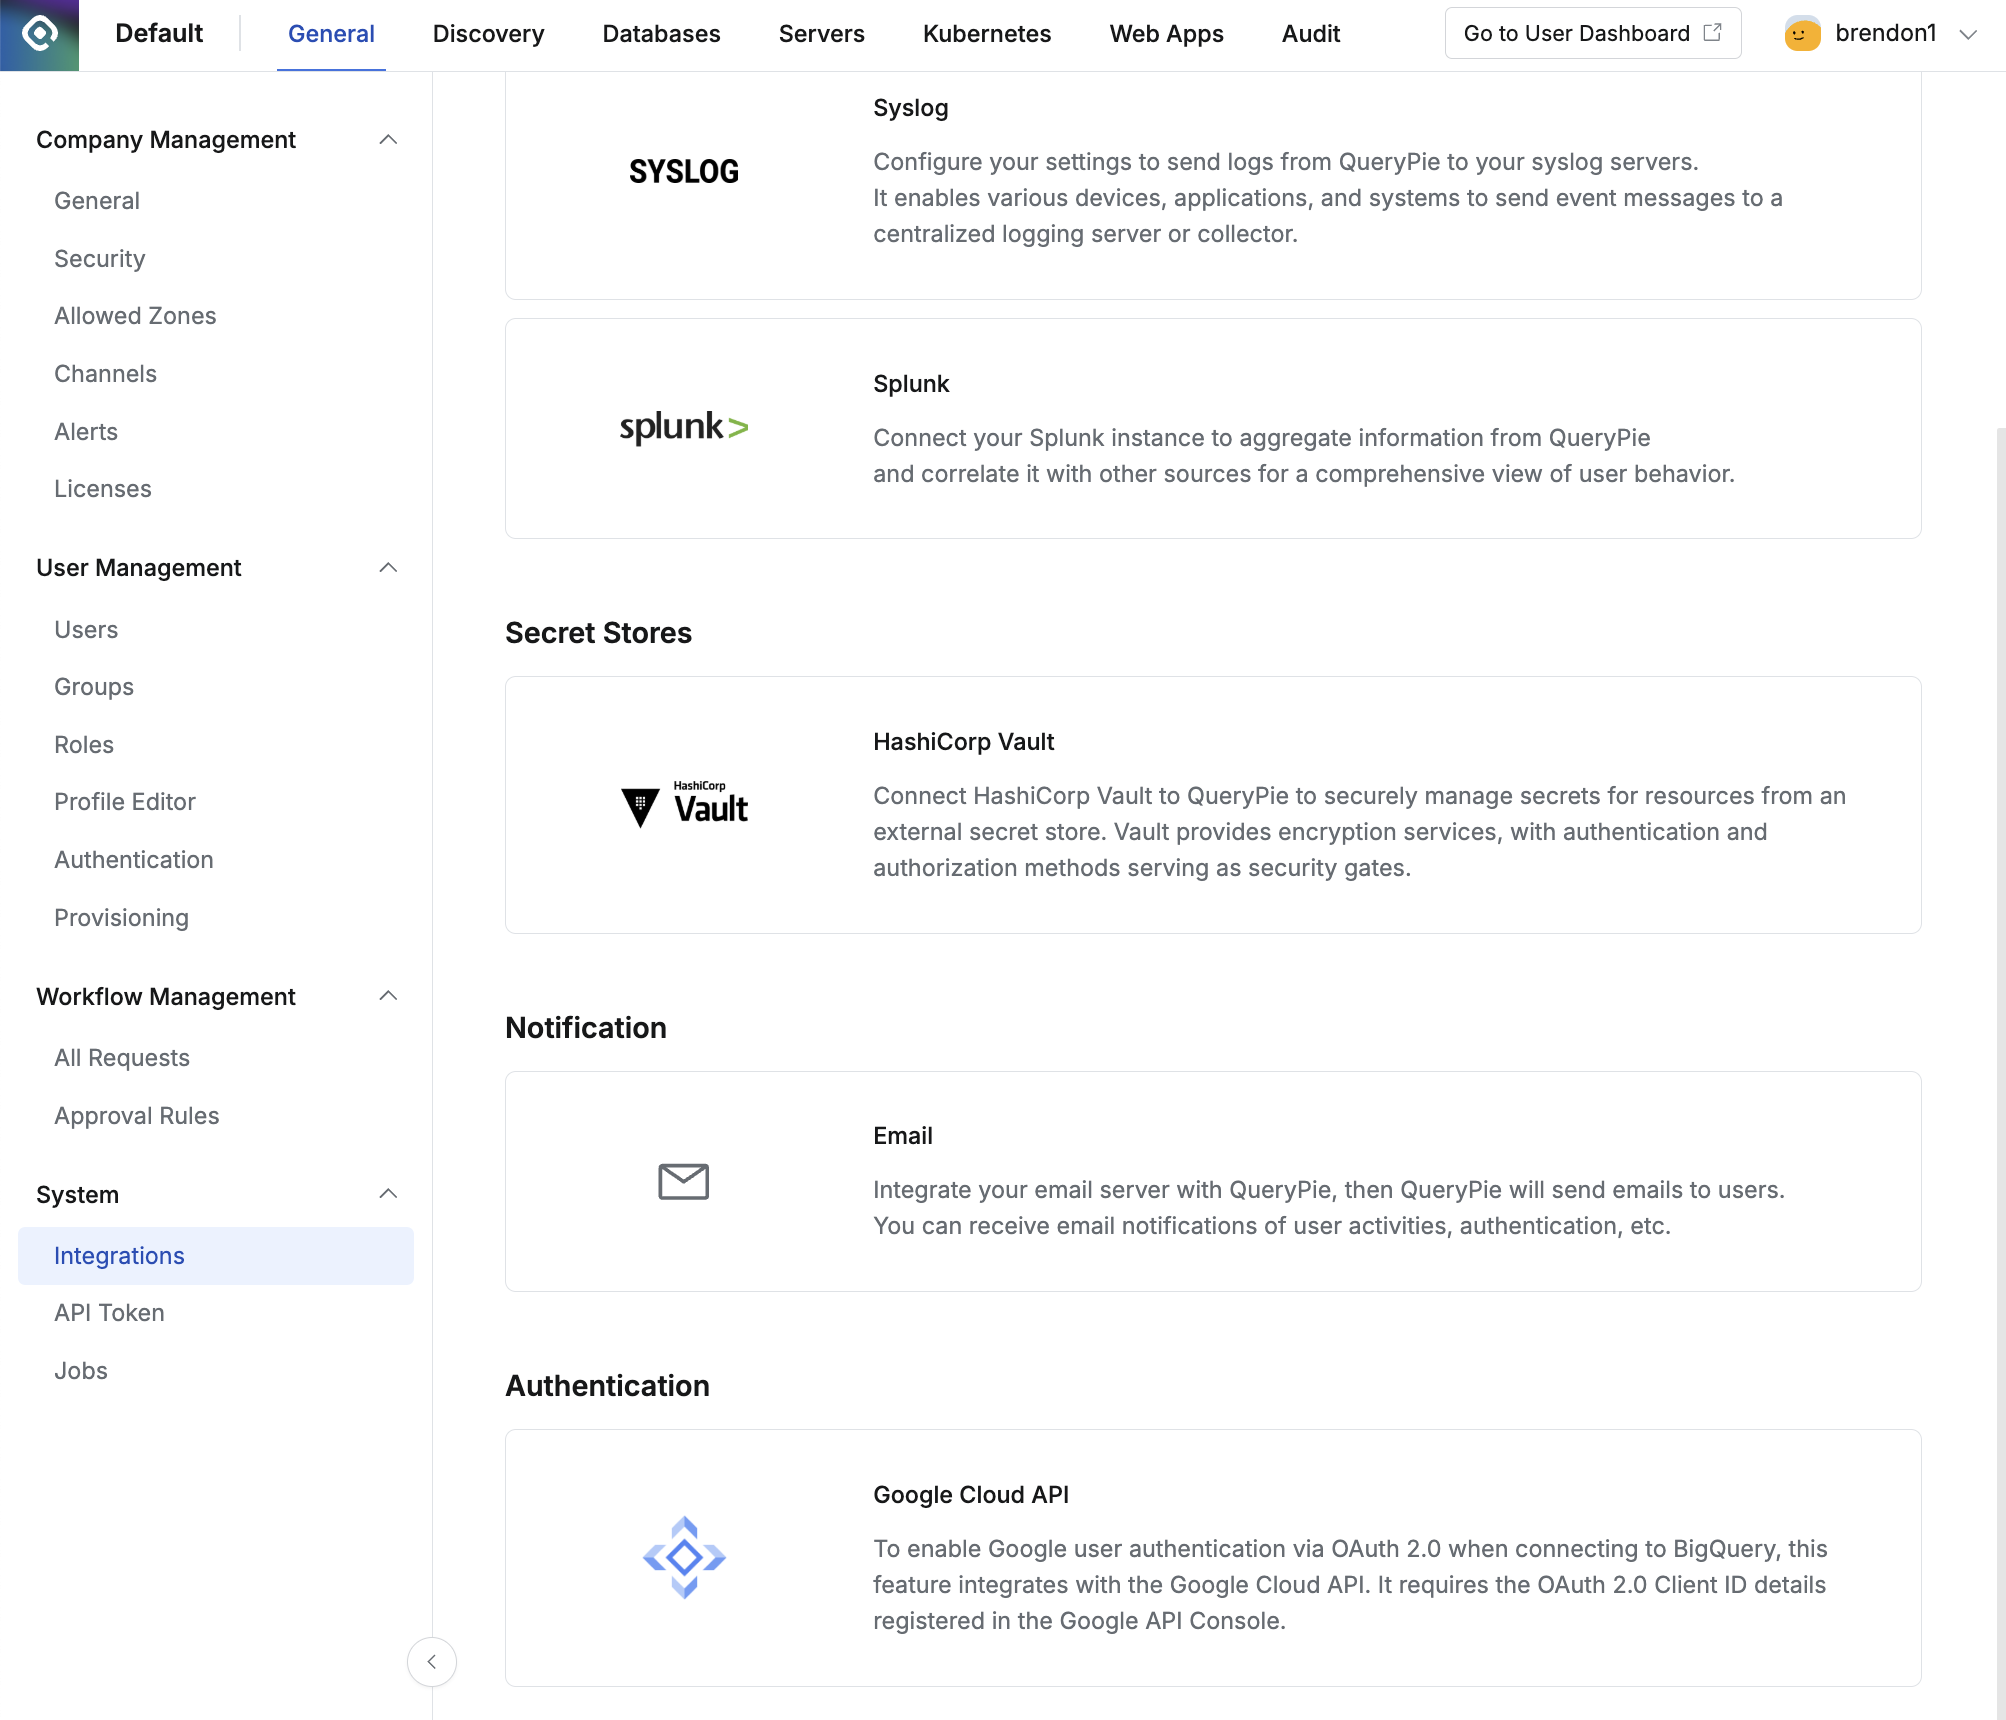 Default
General
Discovery
Databases
Servers
Kubernetes
Web Apps
Audit
Go to User Dashboard
brendon1
Company Management
General
Security
Allowed Zones
Channels
Alerts
Licenses
User Management
Users
Groups
Roles
Profile Editor
Authentication
Provisioning
Workflow Management
All Requests
Approval Rules
System
Integrations
API Token
Jobs
SYSLOG
Syslog
Configure your settings to send logs from QueryPie to your syslog servers.
It enables various devices, applications, and systems to send event messages to a
centralized logging server or collector.
splunk>
Splunk
Connect your Splunk instance to aggregate information from QueryPie
and correlate it with other sources for a comprehensive view of user behavior.
Secret Stores
HashiCorp
Vault
HashiCorp Vault
Connect HashiCorp Vault to QueryPie to securely manage secrets for resources from an
external secret store. Vault provides encryption services, with authentication and
authorization methods serving as security gates.
Notification
Email
Integrate your email server with QueryPie, then QueryPie will send emails to users.
You can receive email notifications of user activities, authentication, etc.
Authentication
Google Cloud API
To enable Google user authentication via OAuth 2.0 when connecting to BigQuery, this
feature integrates with the Google Cloud API. It requires the OAuth 2.0 Client ID details
registered in the Google API Console.